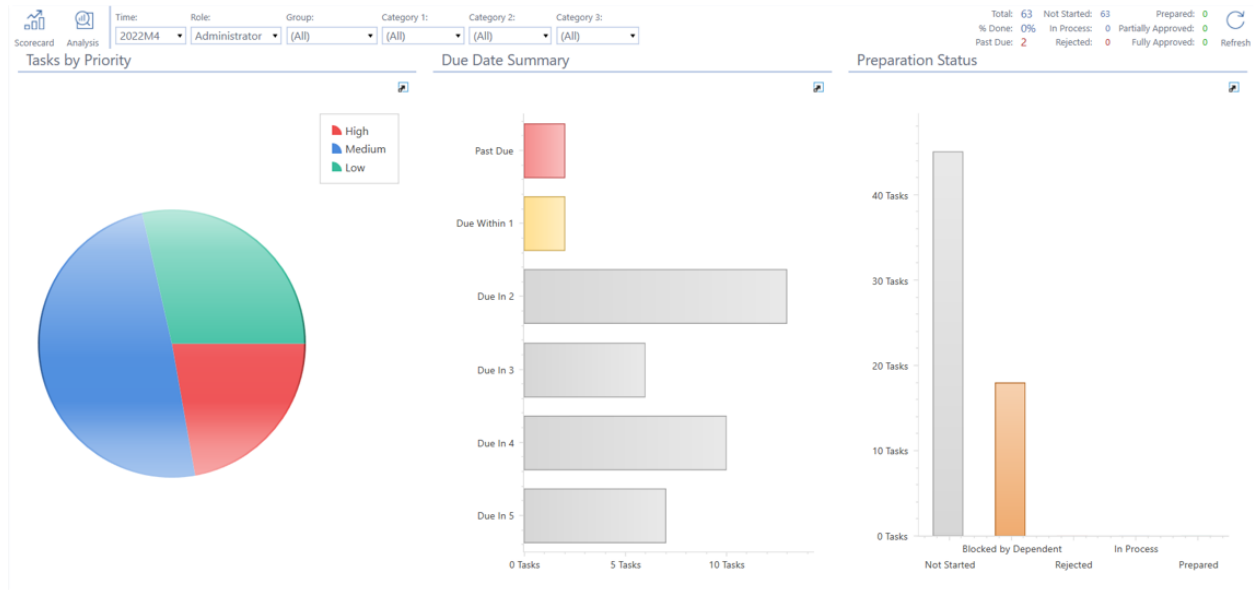 Scorecard
Analysis
Time:
2022M4
Role:
Administrator
Group:
(All)
Category 1:
(All)
Category 2:
(All)
Category 3:
(All)
Total: 63 Not Started: 63 Prepared: 0
% Done: 0% In Process: 0 Partially Approved: 0
Past Due: 2 Rejected: 0 Fully Approved: 0
Refresh
Tasks by Priority
High
Medium
Low
Due Date Summary
Past Due
Due Within 1
Due In 2
Due In 3
Due In 4
Due In 5
0 Tasks 5 Tasks 10 Tasks
Preparation Status
40 Tasks
30 Tasks
20 Tasks
10 Tasks
0 Tasks
Blocked by Dependent In Process
Not Started Rejected Prepared